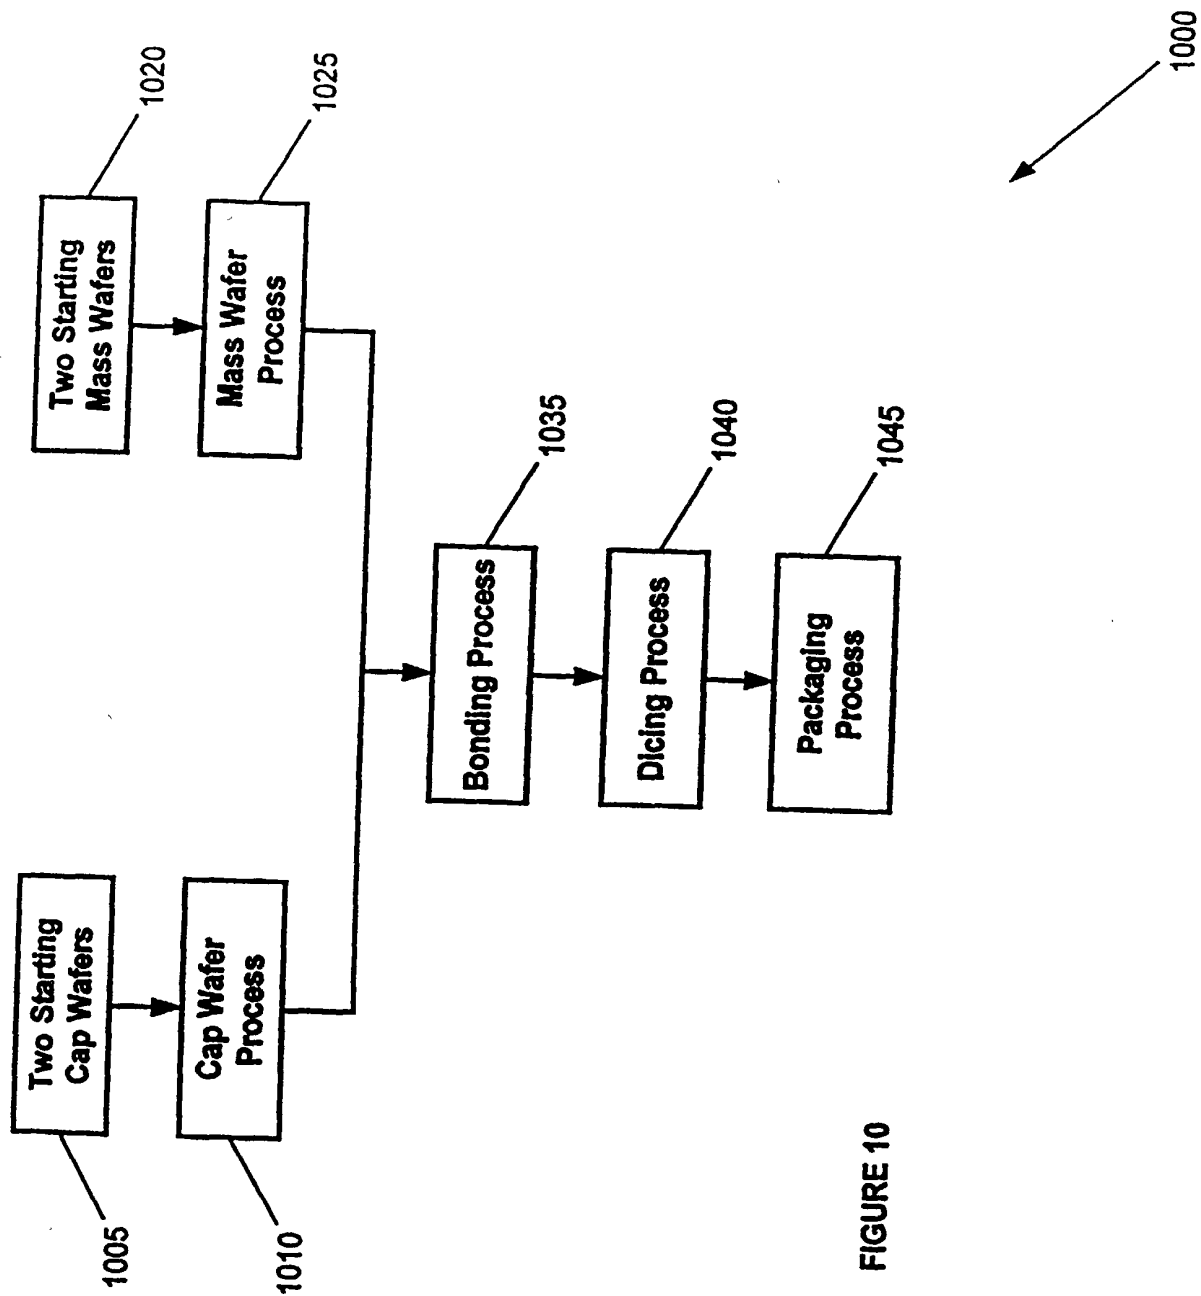 1005
Two Starting
Cap Wafers
1010
Cap Wafer
Process
Two Starting
Mass Wafers
1020
Mass Wafer
Process
1025
Bonding Process
1035
Dicing Process
1040
Packaging
Process
1045
FIGURE 10
1000